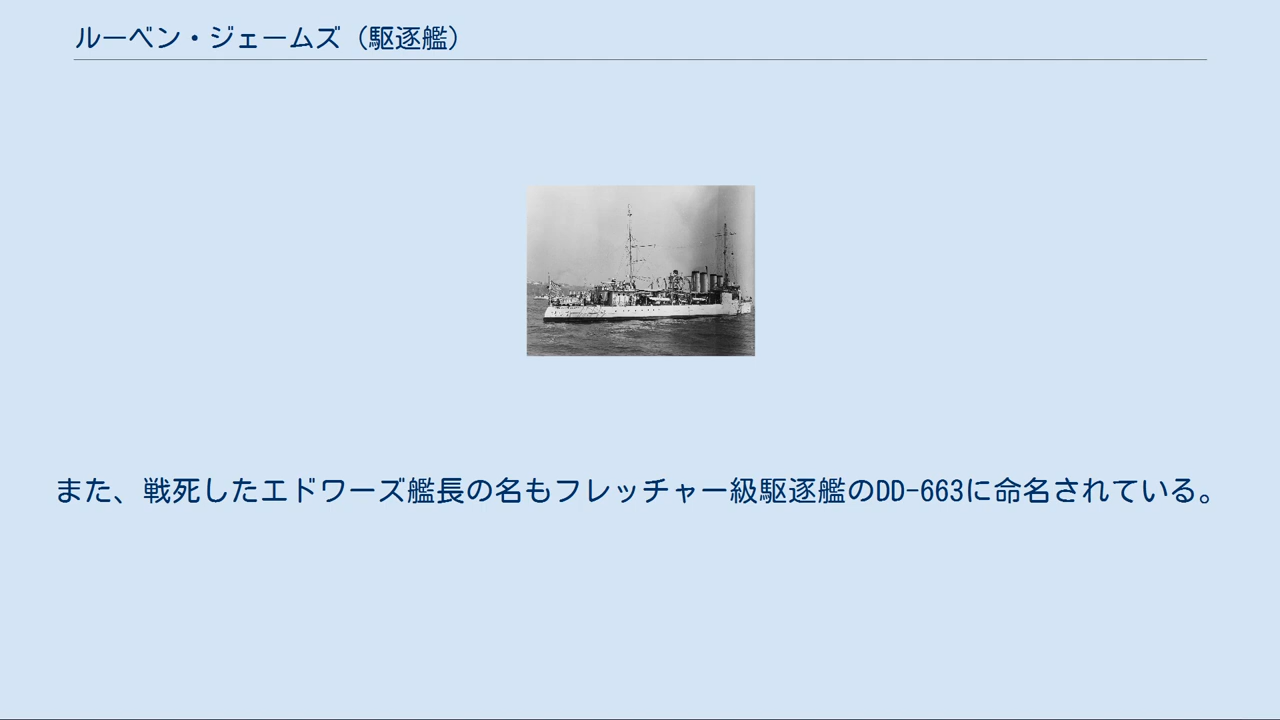 ルーベン・ジェームズ（駆逐艦）
また、戦死したエドワーズ艦長の名もフレッチャー級駆逐艦のDD-663に命名されている。